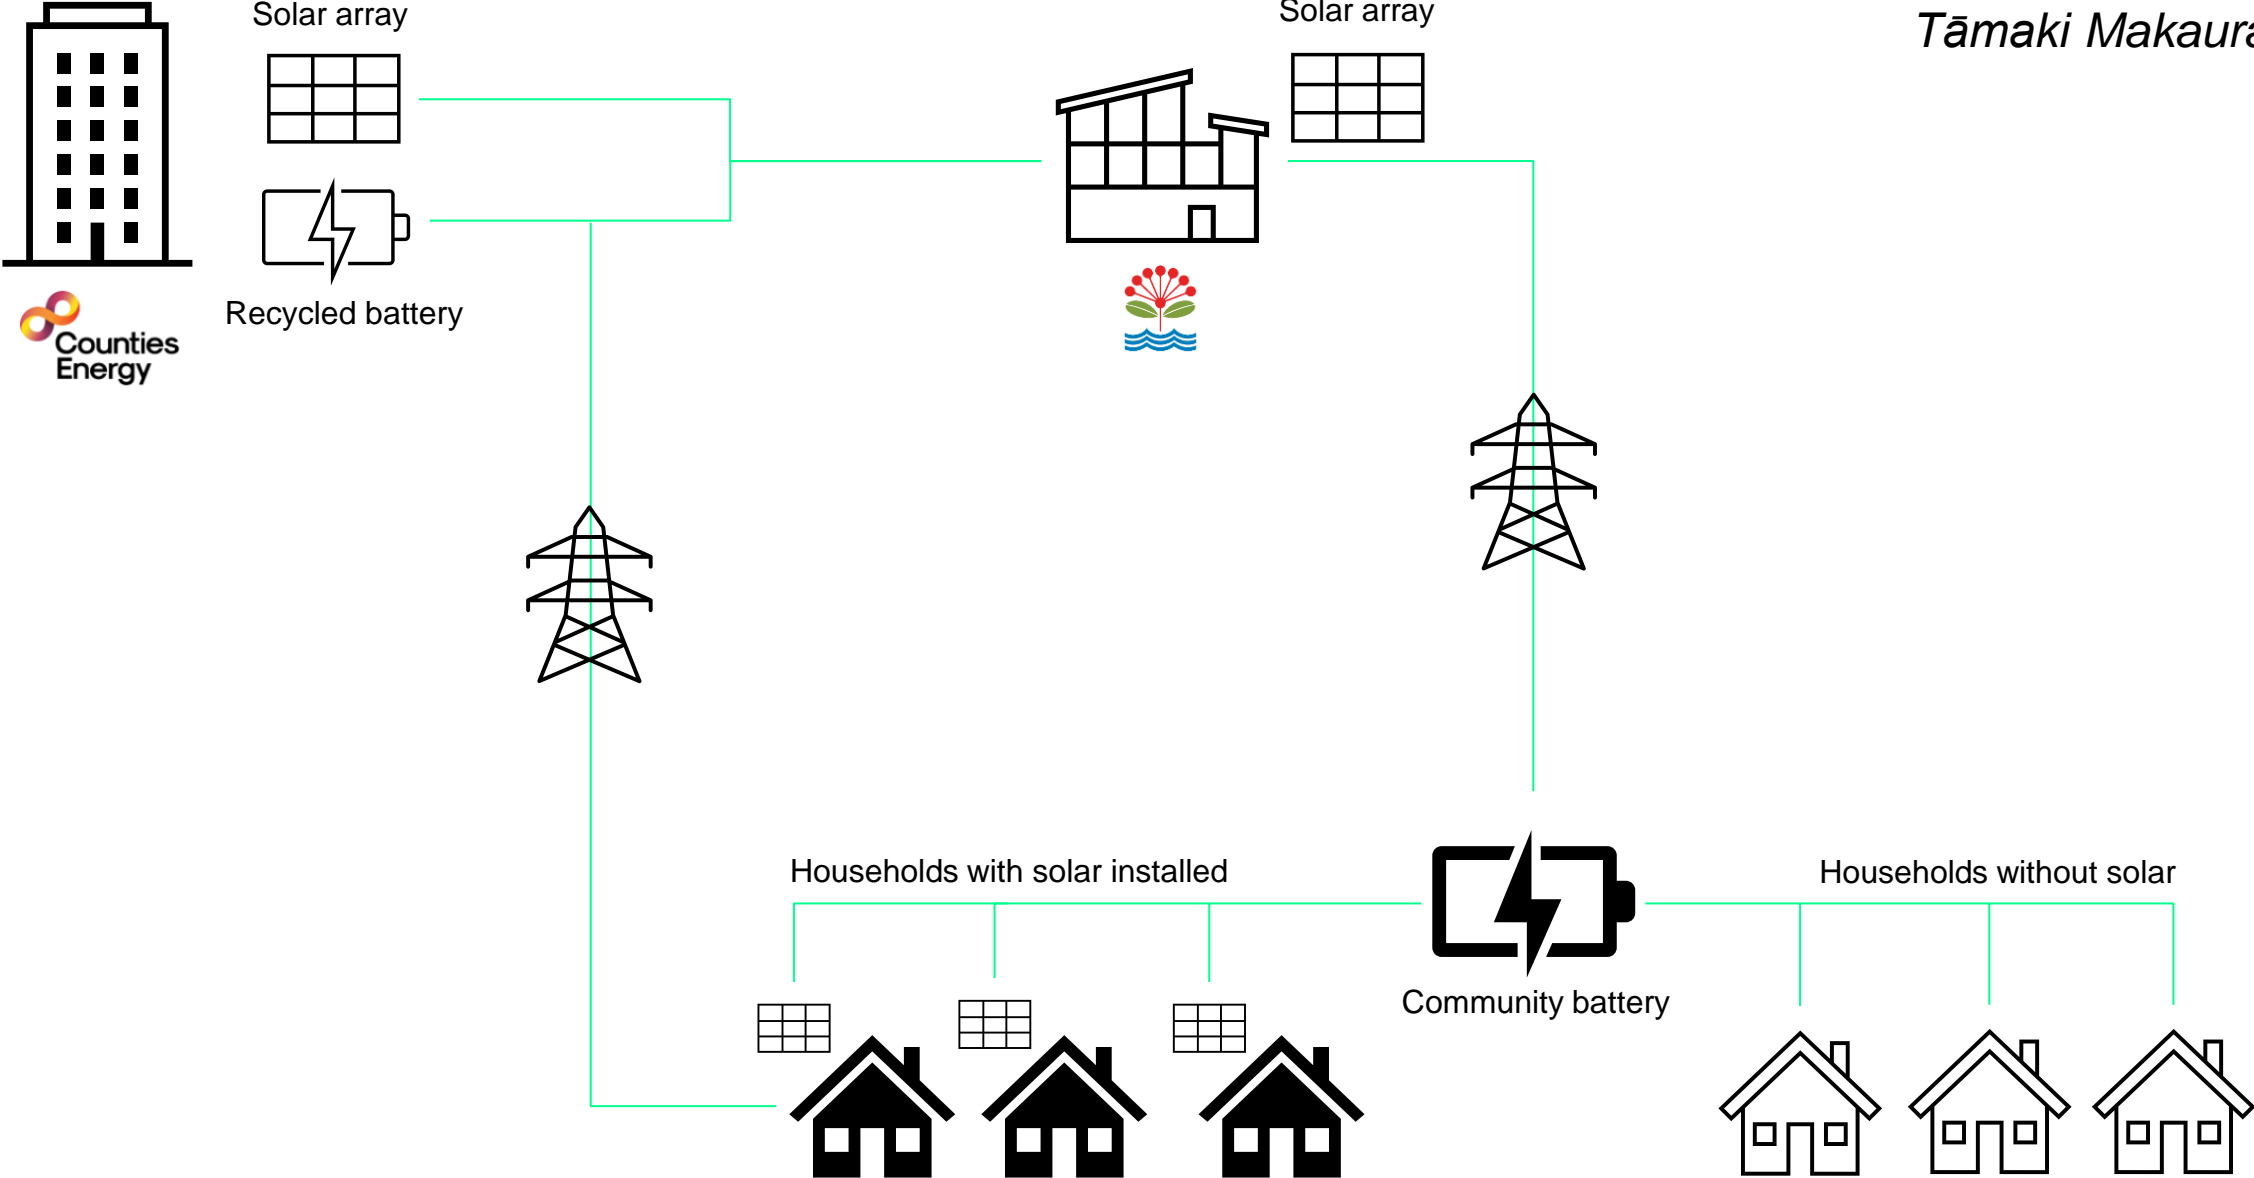 Solar array
Solar array
Tāmaki Makaura
Recycled battery
Counties
Energy
Households with solar installed
Households without solar
Community battery